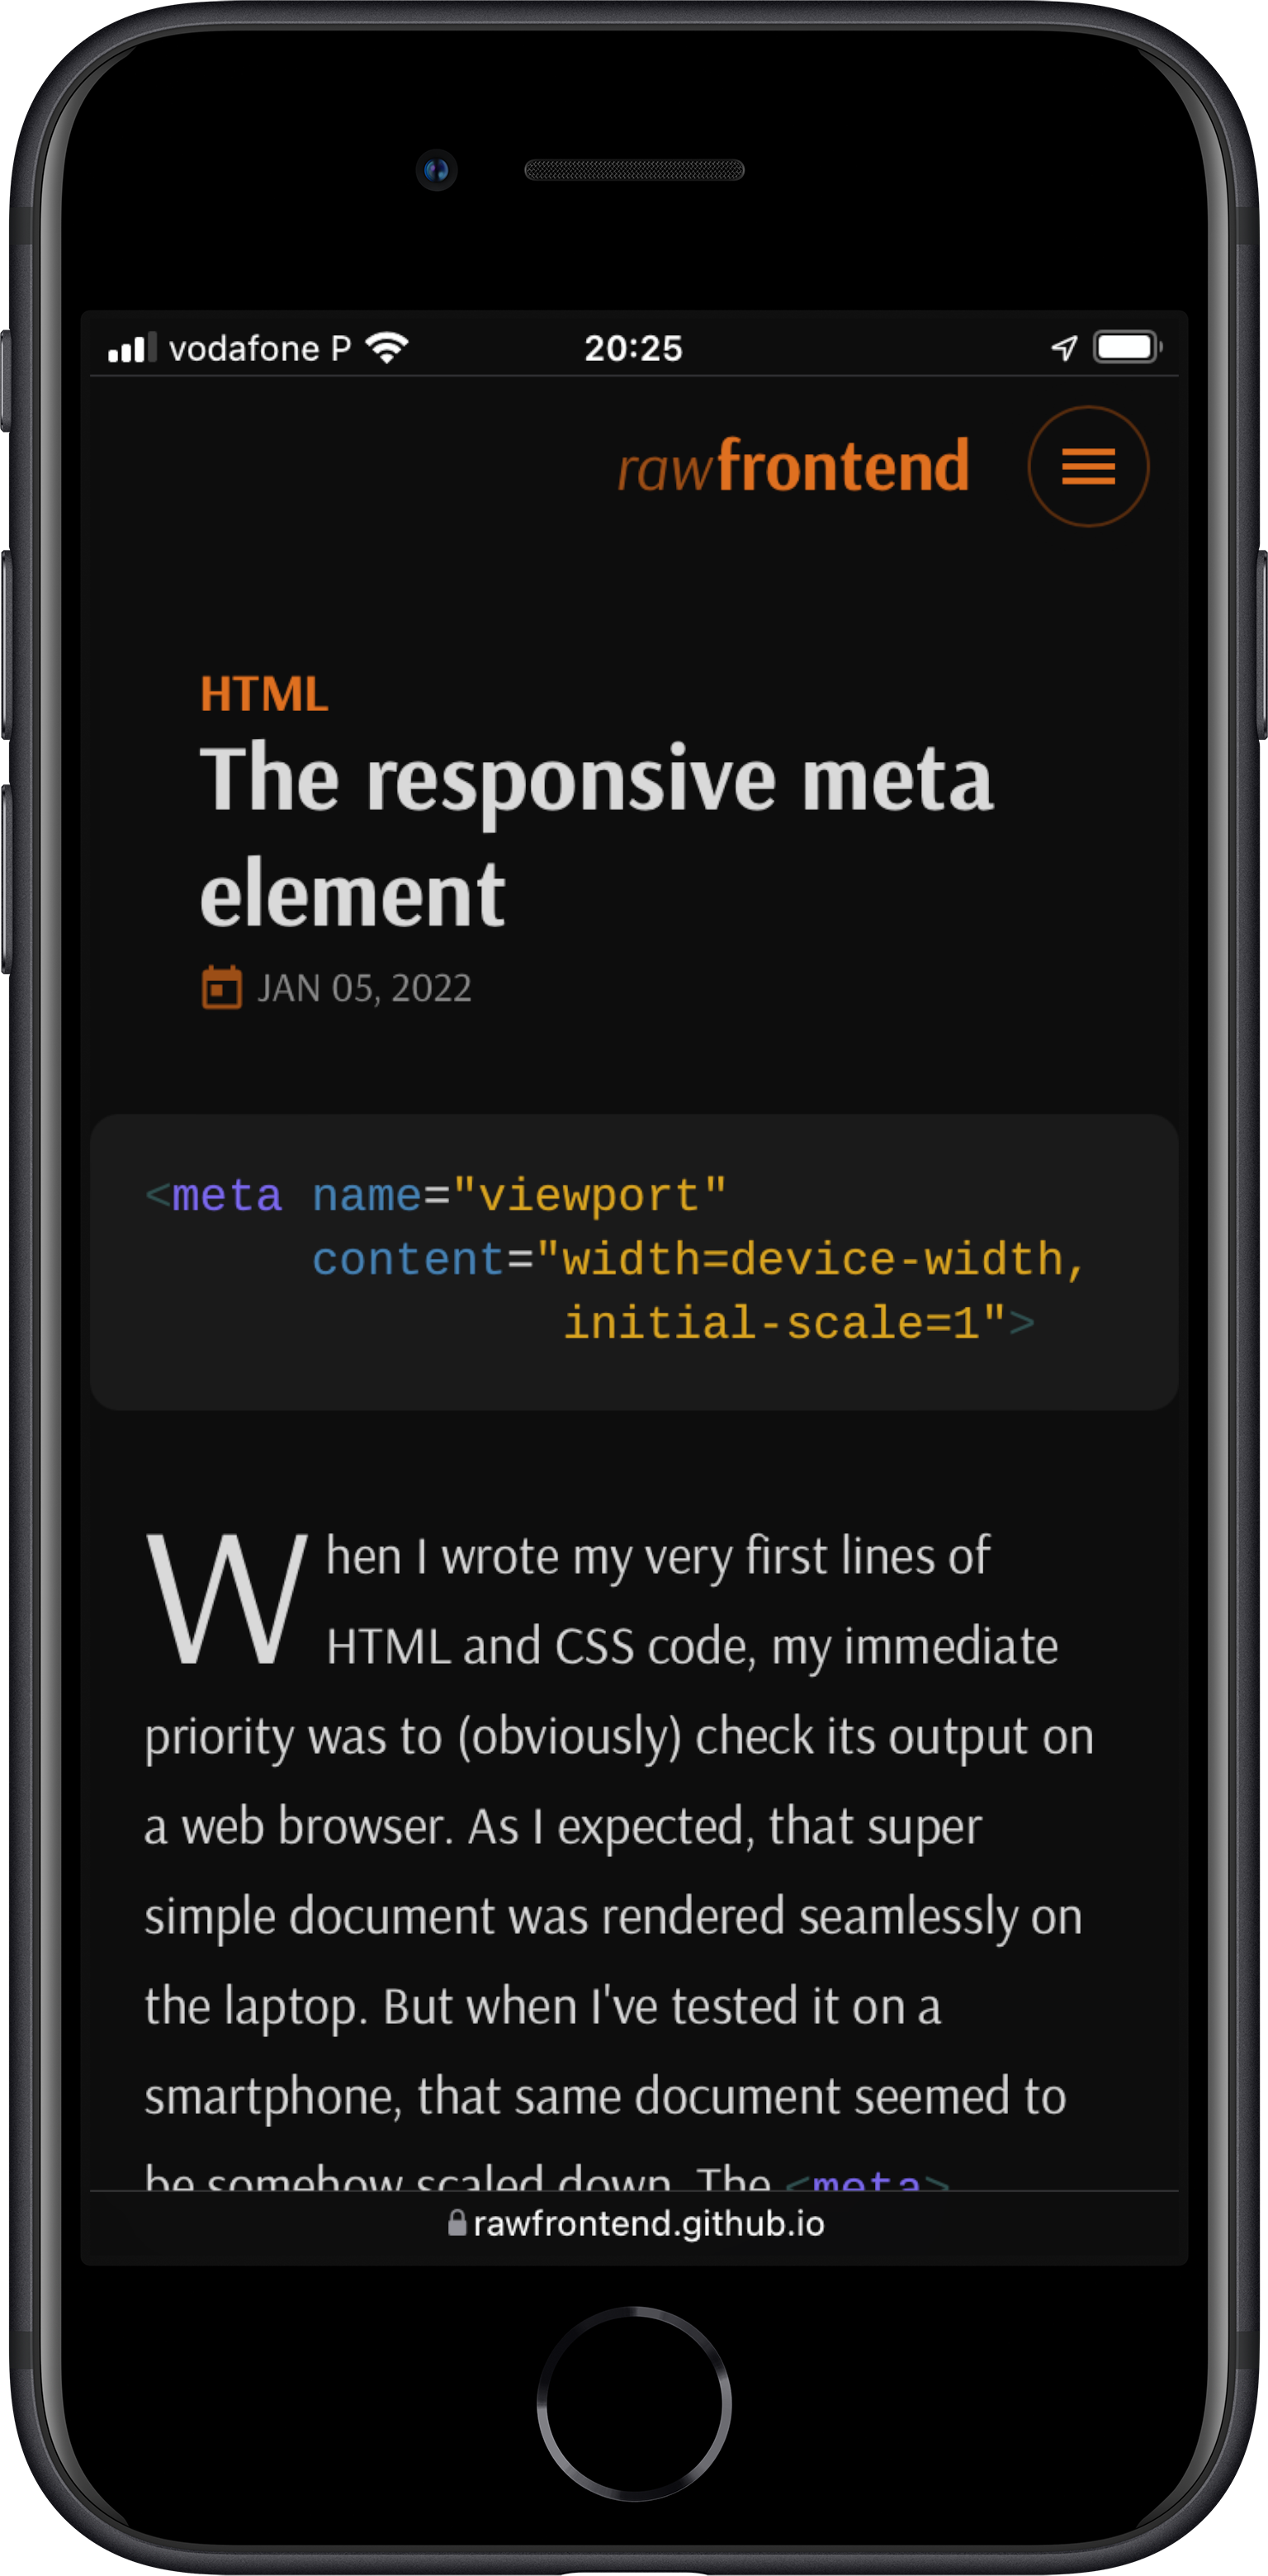 vodafone P 20:25
rawfrontend
HTML
The responsive meta
element
JAN 05, 2022
<meta name="viewport"
content="width=device-width,
initial-scale=1">
When I wrote my very first lines of
HTML and CSS code, my immediate
priority was to (obviously) check its output on
a web browser. As I expected, that super
simple document was rendered seamlessly on
the laptop. But when I've tested it on a
smartphone, that same document seemed to
be somehow scaled down. The <meta>
rawfrontend.github.io